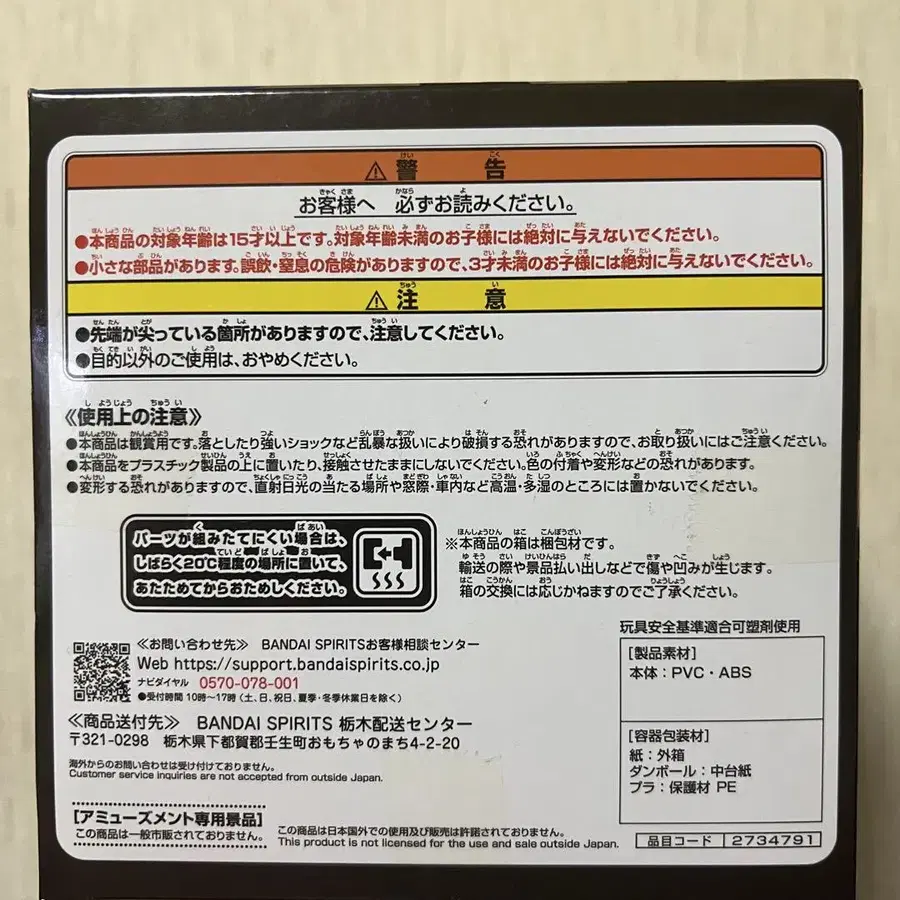 ⚠警告
お客様へ 必ずお読みください。
●本商品の対象年齢は15才以上です。対象年齢未満のお子様には絶対に与えないでください。
●小さな部品があります。誤飲・窒息の危険がありますので、3才未満のお子様には絶対に与えないでください。
⚠注意
●先端が尖っている箇所がありますので、注意してください。
●目的以外のご使用は、おやめください。
《使用上の注意》
●本商品は観賞用です。落としたり強いショックなど乱暴な扱いにより破損する恐れがありますので、お取り扱いにはご注意ください。
●本商品をプラスチック製品の上に置いたり、接触させたままにしないでください。色の付着や変形などの恐れがあります。
●変形する恐れがありますので、直射日光の当たる場所や窓際・車内など高温・多湿のところには置かないでください。
パーツが組みたてにくい場合は、
しばらく20℃程度の場所に置いて、
あたためてからおためしください。
※本商品の箱は梱包材です。
輸送の際や景品払い出しなどで傷や凹みが生じます。
箱の交換には応じかねますのでご了承ください。
≪お問い合わせ先≫ BANDAI SPIRITSお客様相談センター
Web https://support.bandaispirits.co.jp
ナビダイヤル 0570-078-001
●受付時間 10時~17時(土、日、祝日、夏季・冬季休業日を除く)
≪商品送付先≫ BANDAI SPIRITS 栃木配送センター
〒321-0298 栃木県下都賀郡壬生町おもちゃのまち4-2-20
海外からのお問い合わせは受け付けておりません。
Customer service inquiries are not accepted from outside Japan.
[アミューズメント専用景品]
この商品は一般市販されておりません。
この商品は日本国外での使用及び販売は許諾されておりません。
This product is not licensed for the use and sale outside Japan.
玩具安全基準適合可塑剤使用
[製品素材]
本体:PVC・ABS
[容器包装材]
紙:外箱
ダンボール:中台紙
プラ:保護材 PE
品目コード 2734791